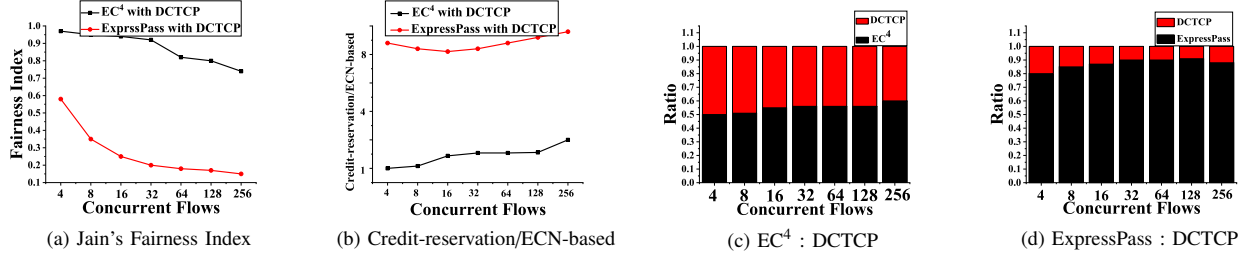 EC⁴ with DCTCP
ExprssPass with DCTCP
1.0
0.9
0.8
0.7
0.6
0.5
0.4
0.3
0.2
0.1
Fairness Index
4 8 16 32 64 128 256
Concurrent Flows
(a) Jain's Fairness Index
EC⁴ with DCTCP
ExpressPass with DCTCP
8
4
1
Credit-reservation/ECN-based
4 8 16 32 64 128 256
Concurrent Flows
(b) Credit-reservation/ECN-based
DCTCP
EC⁴
1.0
0.9
0.8
0.7
0.6
0.5
0.4
0.3
0.2
0.1
0.0
Ratio
4 8 16 32 64 128 256
Concurrent Flows
(c) EC⁴ : DCTCP
DCTCP
ExpressPass
1.0
0.9
0.8
0.7
0.6
0.5
0.4
0.3
0.2
0.1
0.0
Ratio
4 8 16 32 64 128 256
Concurrent Flows
(d) ExpressPass : DCTCP